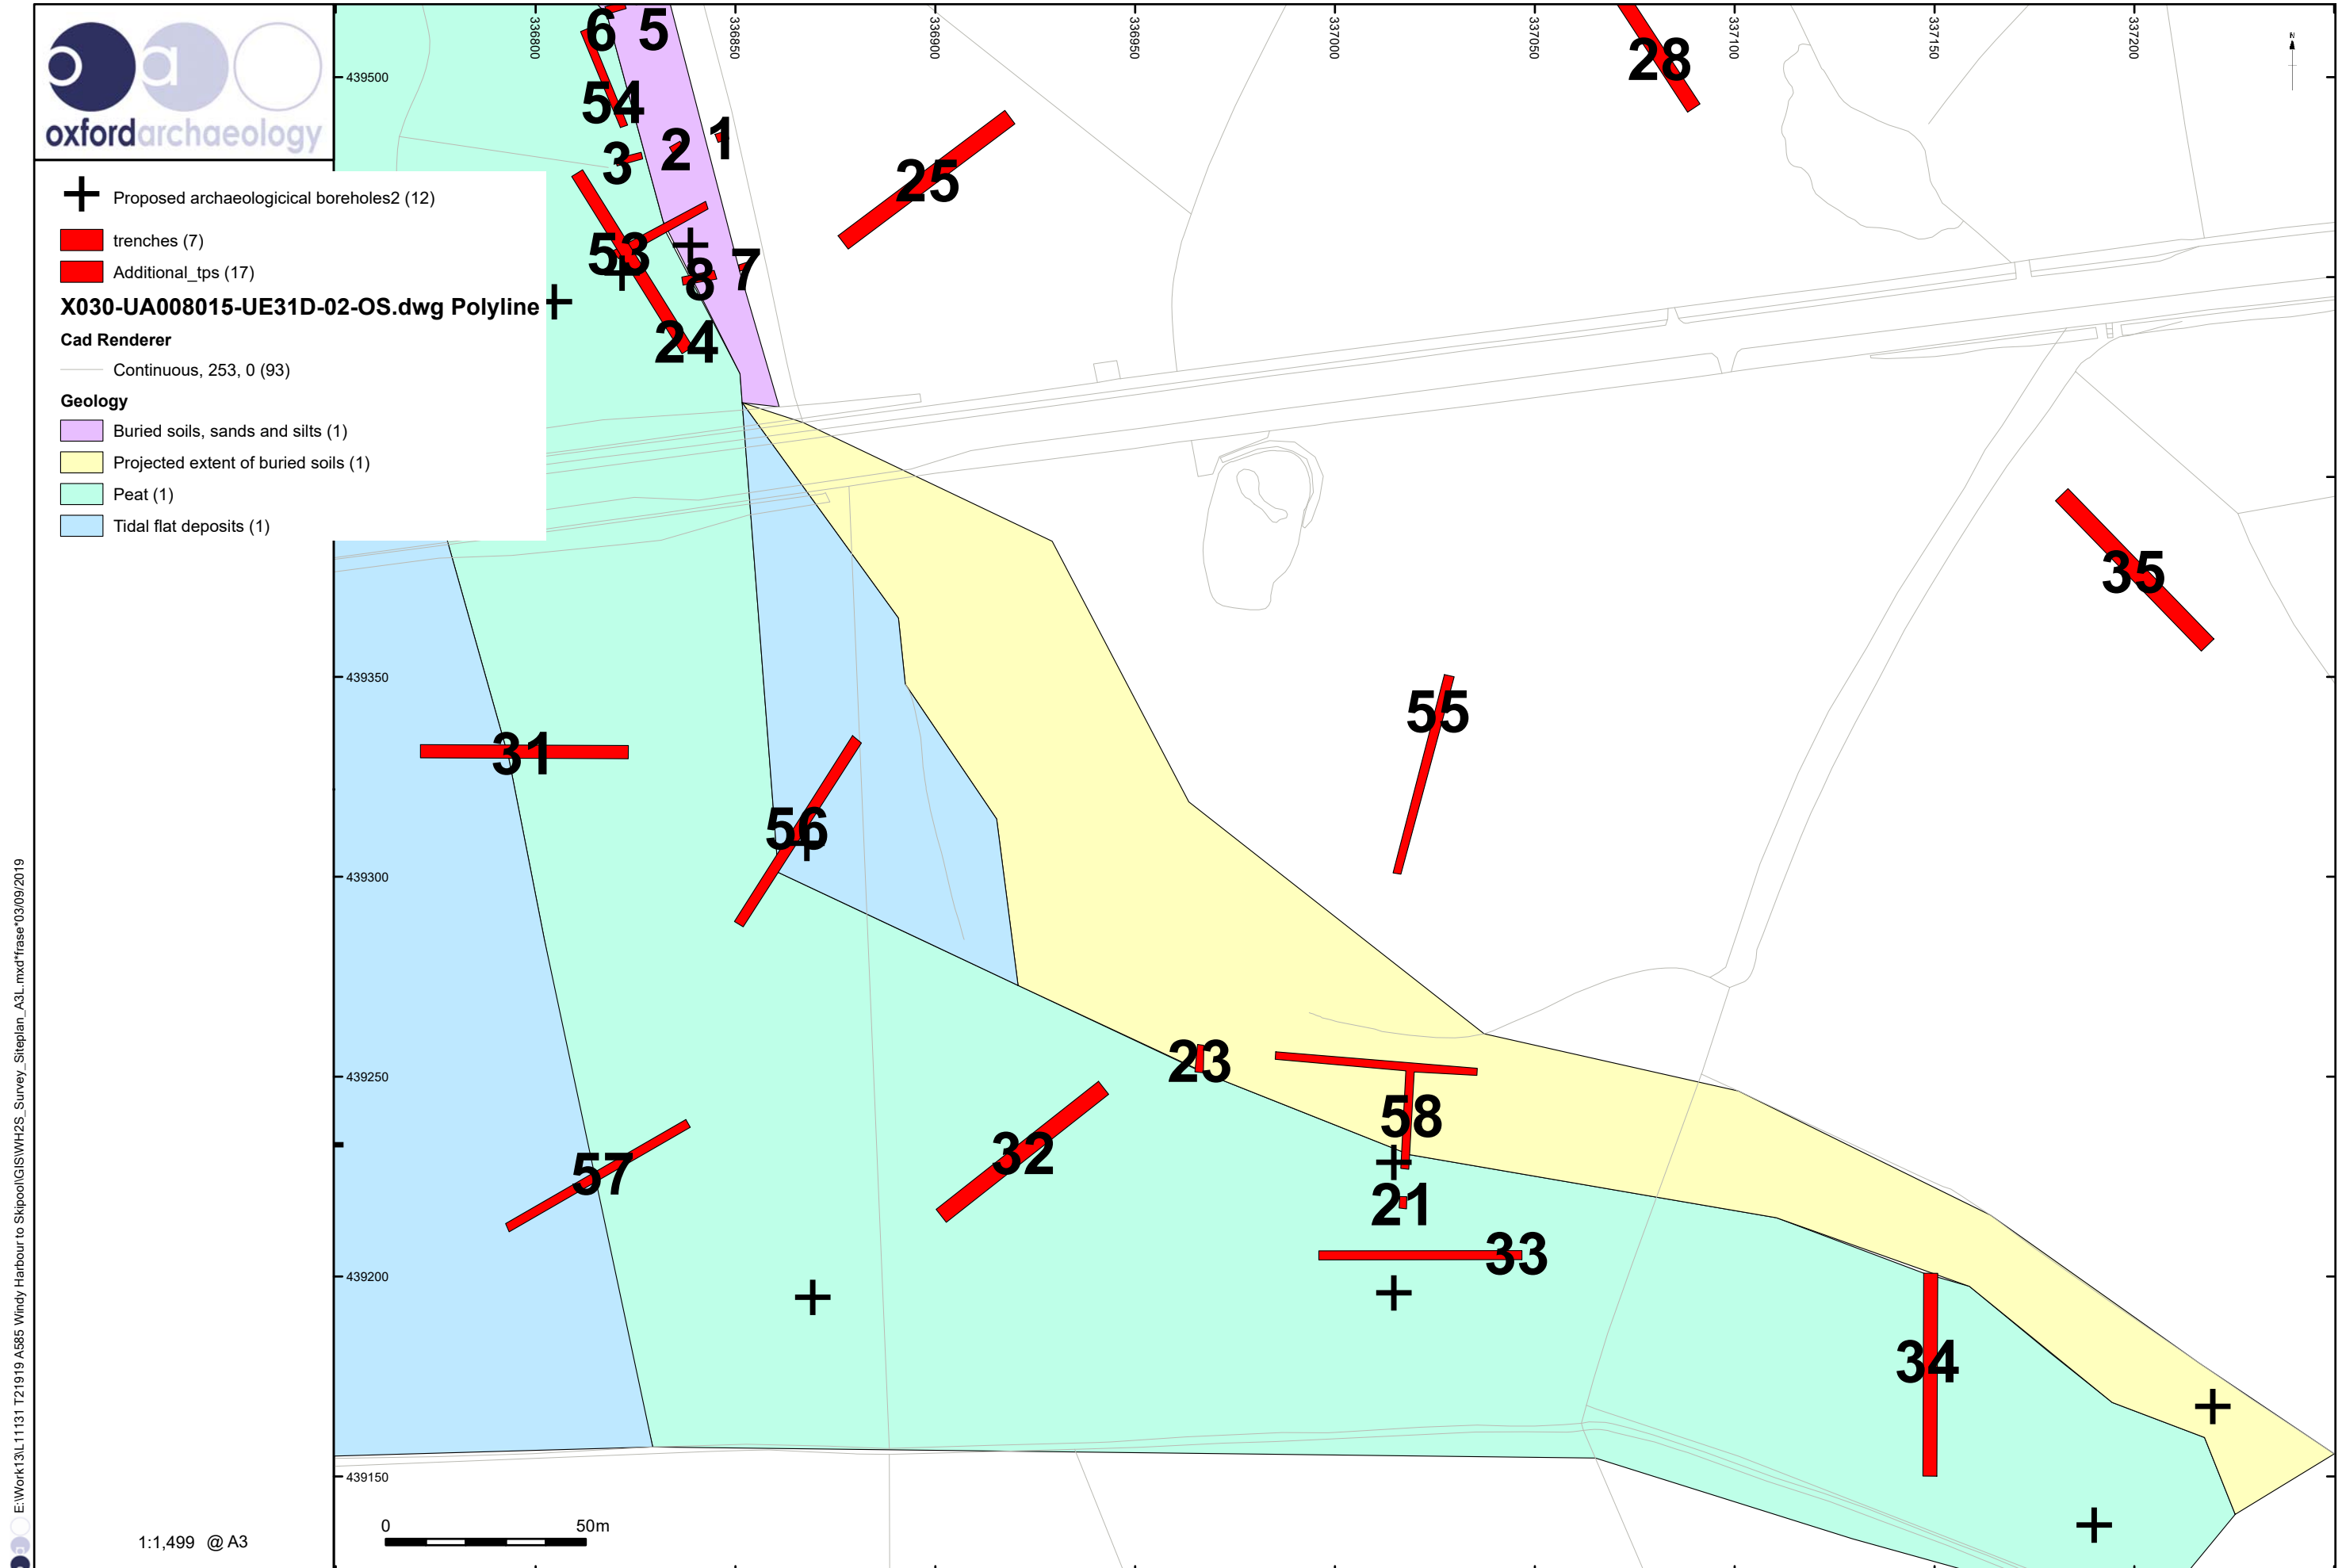 oxfordarchaeology
Proposed archaeologicical boreholes2 (12)
trenches (7)
Additional_tps (17)
X030-UA008015-UE31D-02-OS.dwg Polyline
Cad Renderer
Continuous, 253, 0 (93)
Geology
Buried soils, sands and silts (1)
Projected extent of buried soils (1)
Peat (1)
Tidal flat deposits (1)
336800
336850
336900
336950
337000
337050
337100
337150
337200
N
439500
439350
439300
439250
439200
439150
6
5
28
54
1
2
3
25
53
7
8
24
35
55
31
56
23
58
32
57
21
33
34
0
50m
1:1,499 @ A3
E:\Work13\L11131 T21919 A585 Windy Harbour to Skipool\GIS\WH2S_Survey_Siteplan_A3L.mxd*frase*03/09/2019